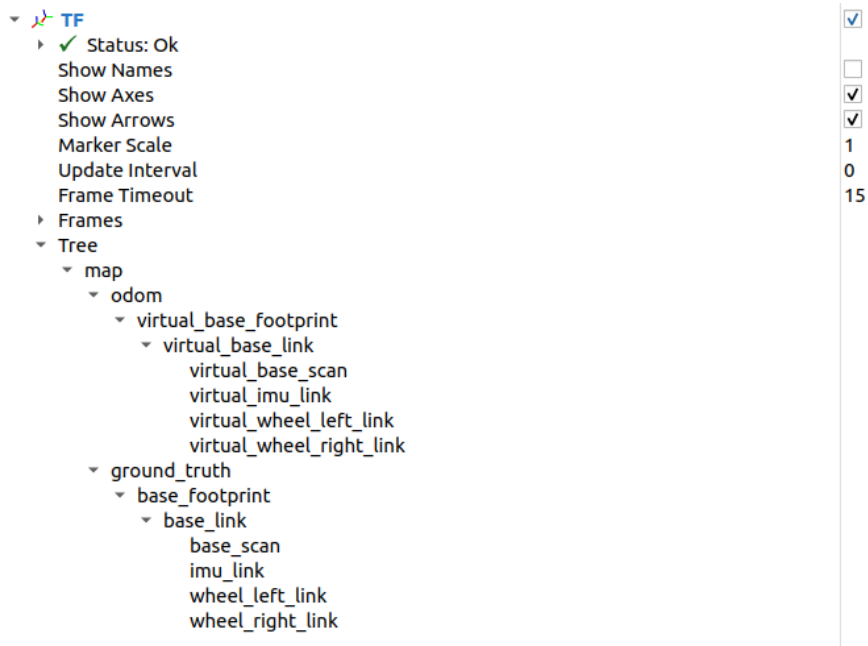 TF
Status: Ok
Show Names
Show Axes
Show Arrows
Marker Scale 1
Update Interval 0
Frame Timeout 15
Frames
Tree
map
odom
virtual_base_footprint
virtual_base_link
virtual_base_scan
virtual_imu_link
virtual_wheel_left_link
virtual_wheel_right_link
ground_truth
base_footprint
base_link
base_scan
imu_link
wheel_left_link
wheel_right_link